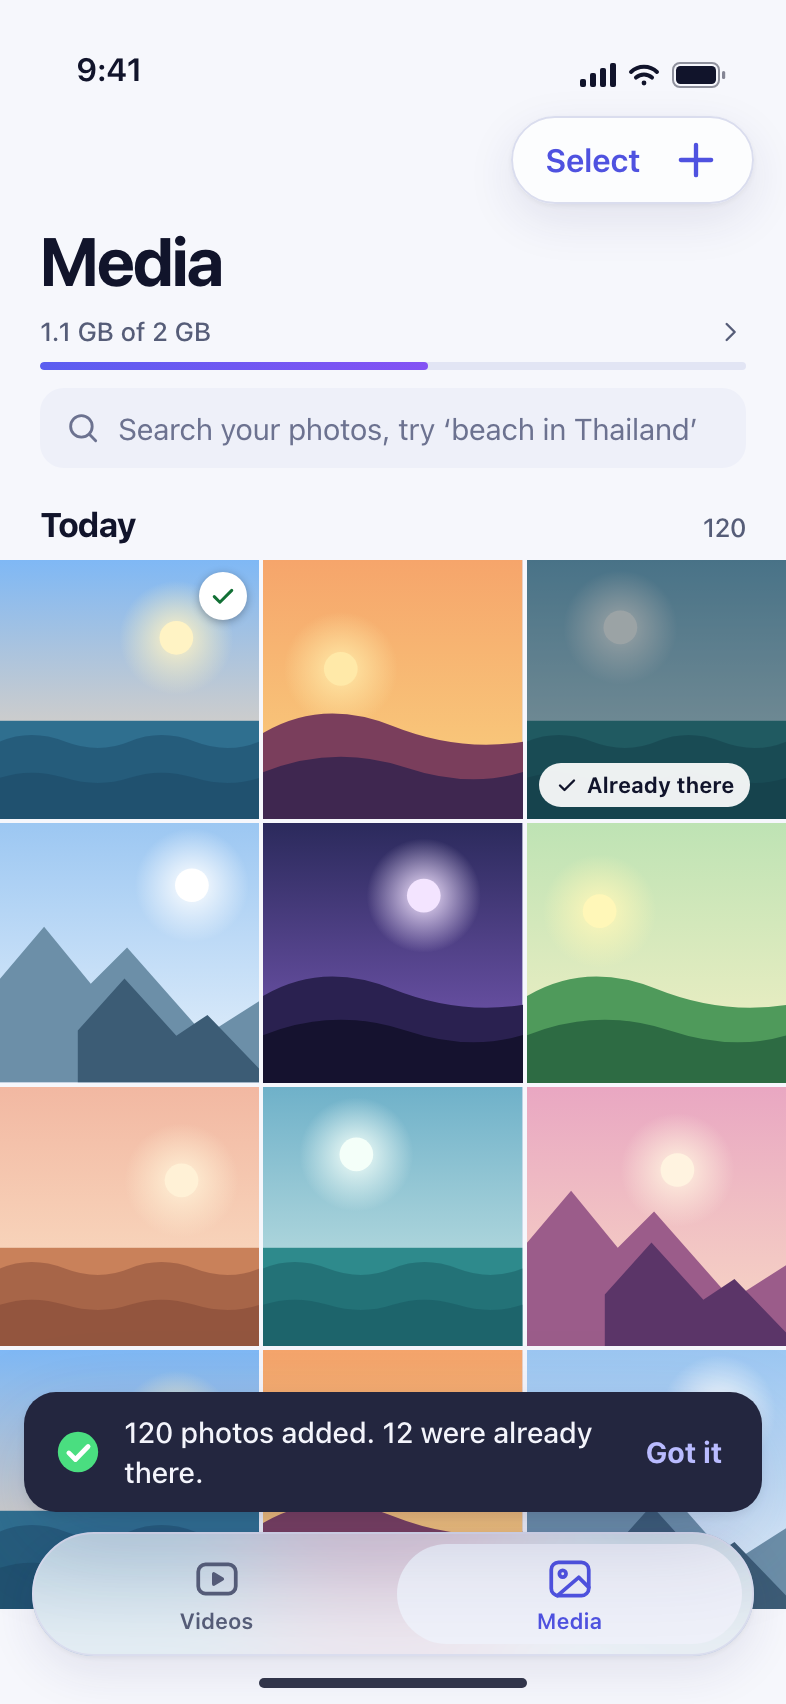 9:41
Select
Media
1.1 GB of 2 GB
Search your photos, try ‘beach in Thailand’
Today
120
Already there
120 photos added. 12 were already
there.
Got it
Videos
Media